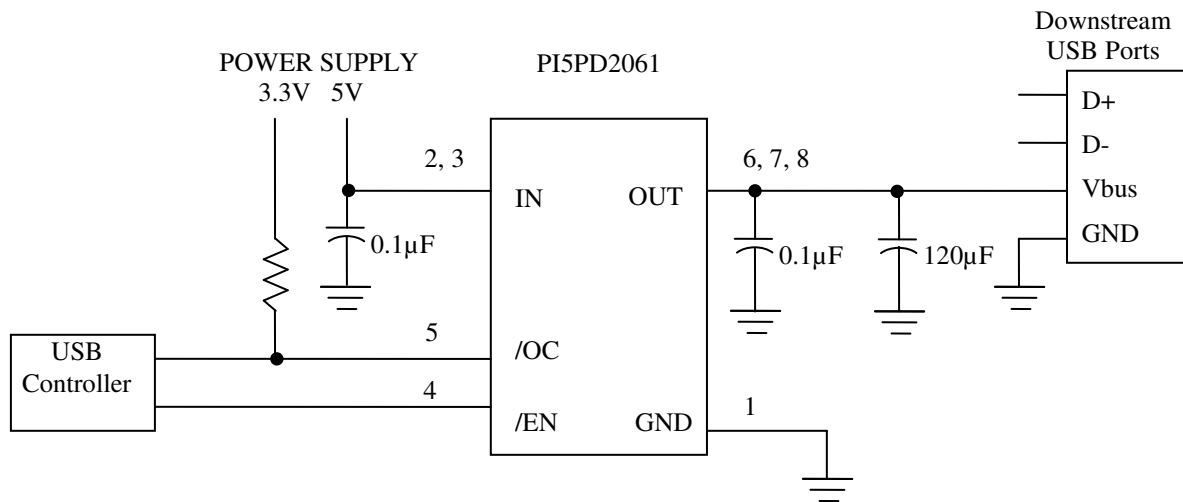 Downstream
USB Ports
POWER SUPPLY
3.3V 5V
PI5PD2061
D+
D-
Vbus
GND
2, 3
6, 7, 8
IN
OUT
0.1µF
0.1µF
120µF
USB
Controller
5
/OC
4
/EN
GND
1